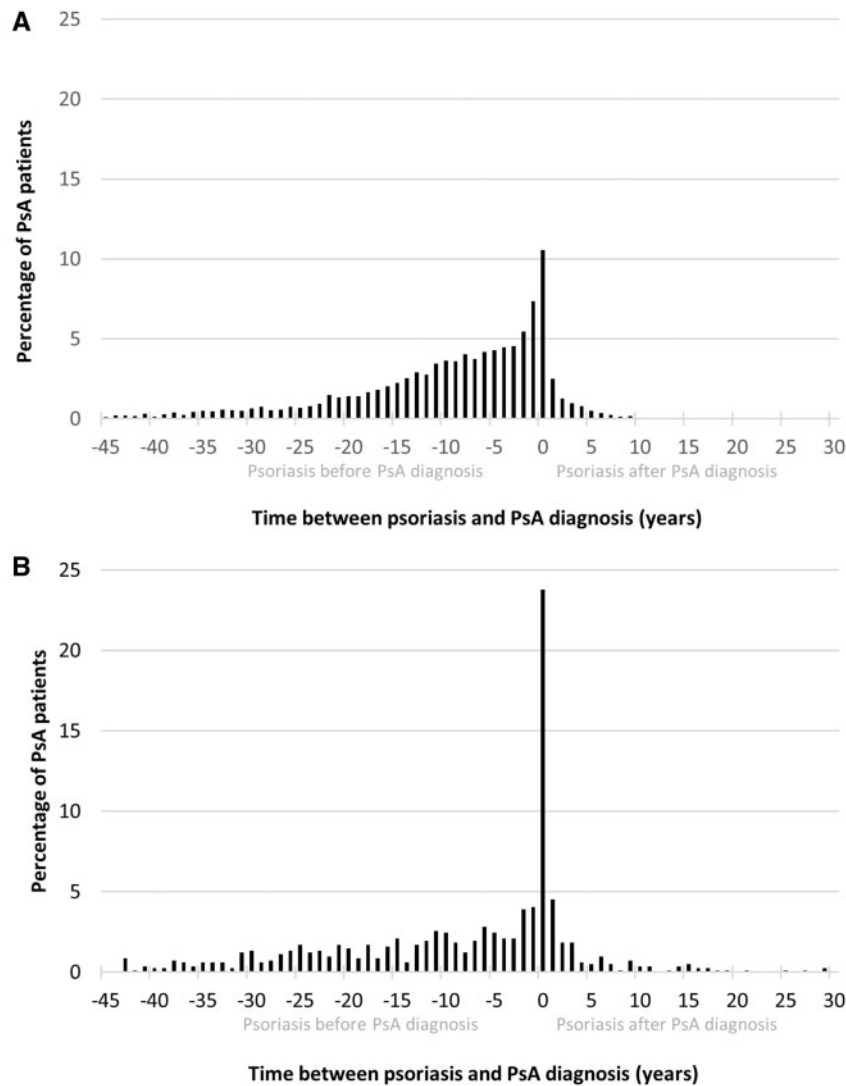 A
25
20
15
10
5
0
Percentage of PsA patients
-45 -40 -35 -30 -25 -20 -15 -10 -5 0 5 10 15 20 25 30
Psoriasis before PsA diagnosis Psoriasis after PsA diagnosis
Time between psoriasis and PsA diagnosis (years)
B
25
20
15
10
5
0
Percentage of PsA patients
-45 -40 -35 -30 -25 -20 -15 -10 -5 0 5 10 15 20 25 30
Psoriasis before PsA diagnosis Psoriasis after PsA diagnosis
Time between psoriasis and PsA diagnosis (years)